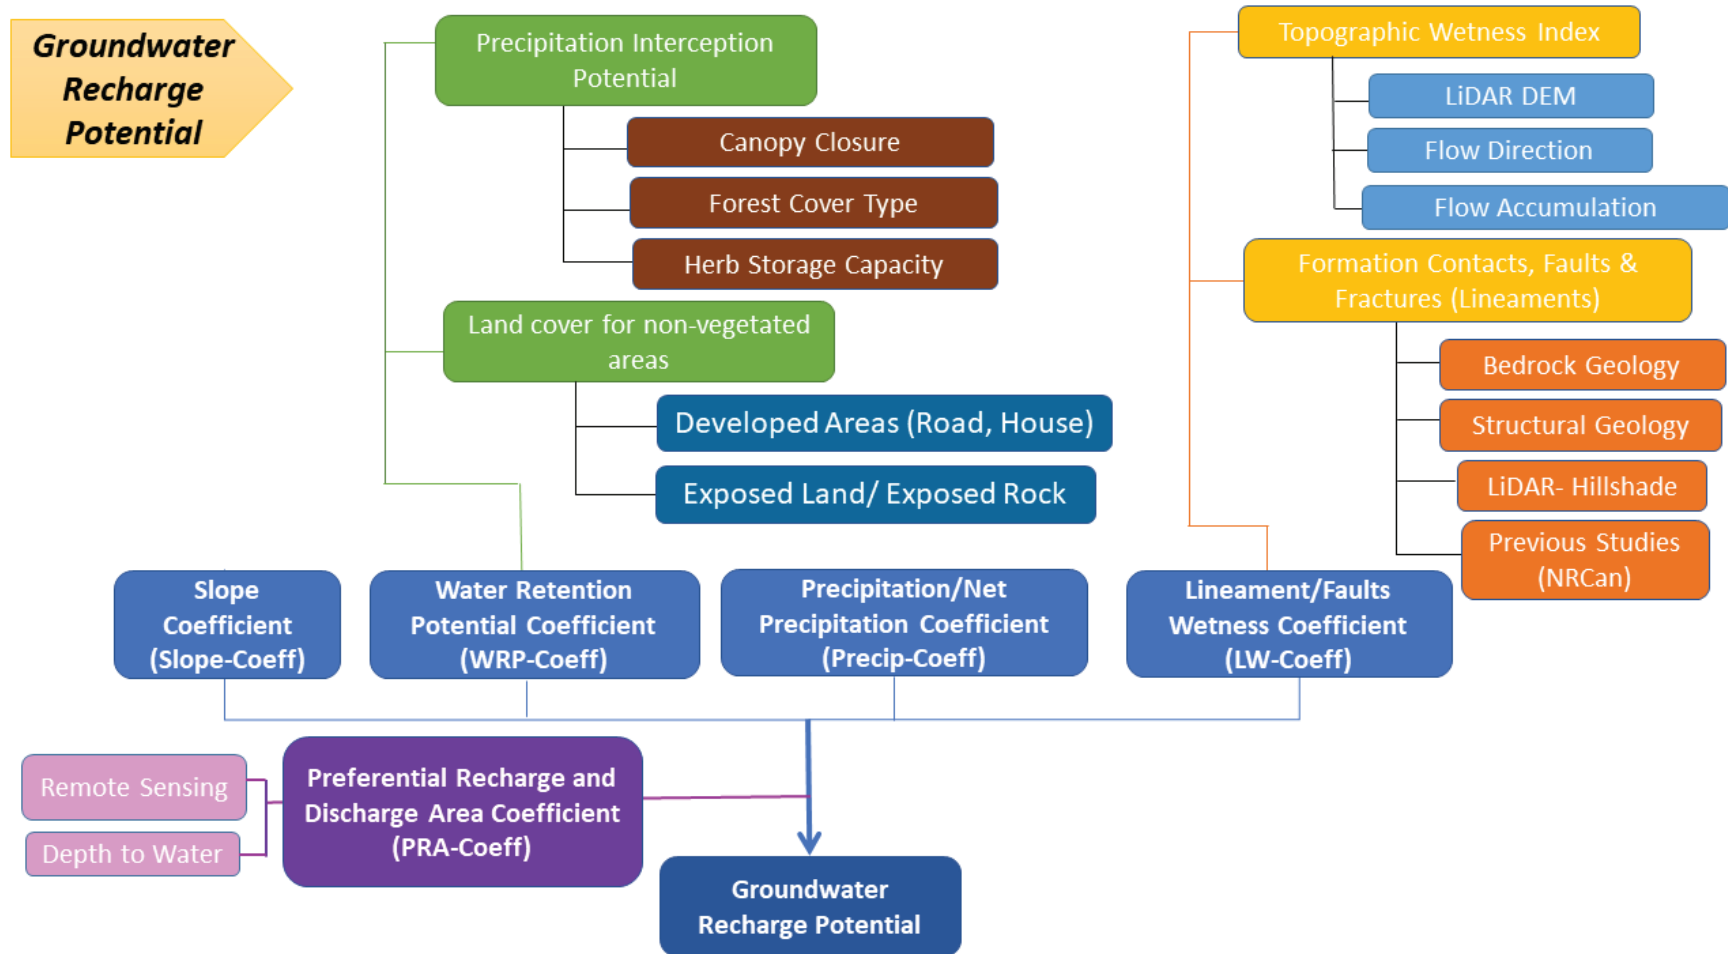 Groundwater
Recharge
Potential
Precipitation Interception
Potential
Canopy Closure
Forest Cover Type
Herb Storage Capacity
Land cover for non-vegetated
areas
Developed Areas (Road, House)
Exposed Land/ Exposed Rock
Topographic Wetness Index
LiDAR DEM
Flow Direction
Flow Accumulation
Formation Contacts, Faults &
Fractures (Lineaments)
Bedrock Geology
Structural Geology
LiDAR- Hillshade
Previous Studies
(NRCan)
Slope
Coefficient
(Slope-Coeff)
Water Retention
Potential Coefficient
(WRP-Coeff)
Precipitation/Net
Precipitation Coefficient
(Precip-Coeff)
Lineament/Faults
Wetness Coefficient
(LW-Coeff)
Remote Sensing
Depth to Water
Preferential Recharge and
Discharge Area Coefficient
(PRA-Coeff)
Groundwater
Recharge Potential